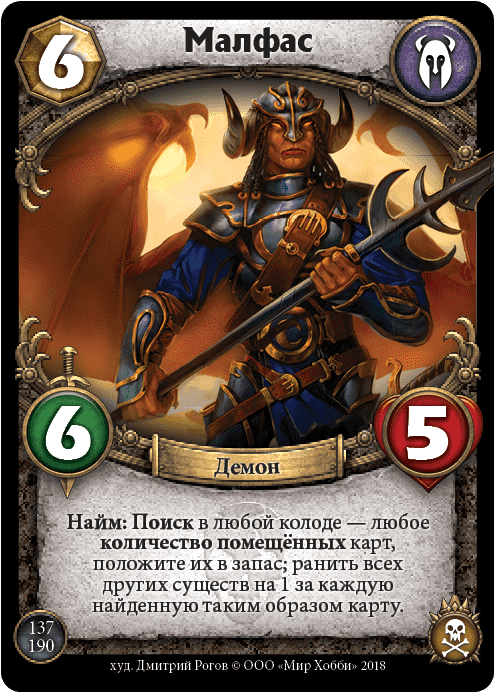 6
Малфас
6
5
Демон
Найм: Поиск в любой колоде — любое
количество помещённых карт,
положите их в запас; ранить всех
других существ на 1 за каждую
найденную таким образом карту.
137
190
худ. Дмитрий Рогов © ООО «Мир Хобби» 2018